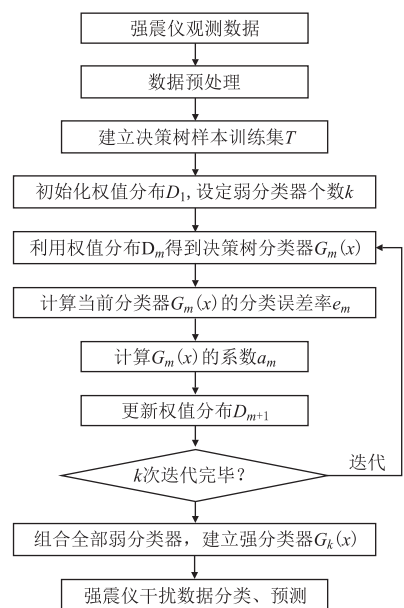 强震仪观测数据
数据预处理
建立决策树样本训练集T
初始化权值分布D₁,设定弱分类器个数k
利用权值分布Dₘ得到决策树分类器Gₘ(x)
计算当前分类器Gₘ(x)的分类误差率eₘ
计算Gₘ(x)的系数aₘ
更新权值分布Dₘ₊₁
k次迭代完毕?
迭代
组合全部弱分类器，建立强分类器Gₖ(x)
强震仪干扰数据分类、预测